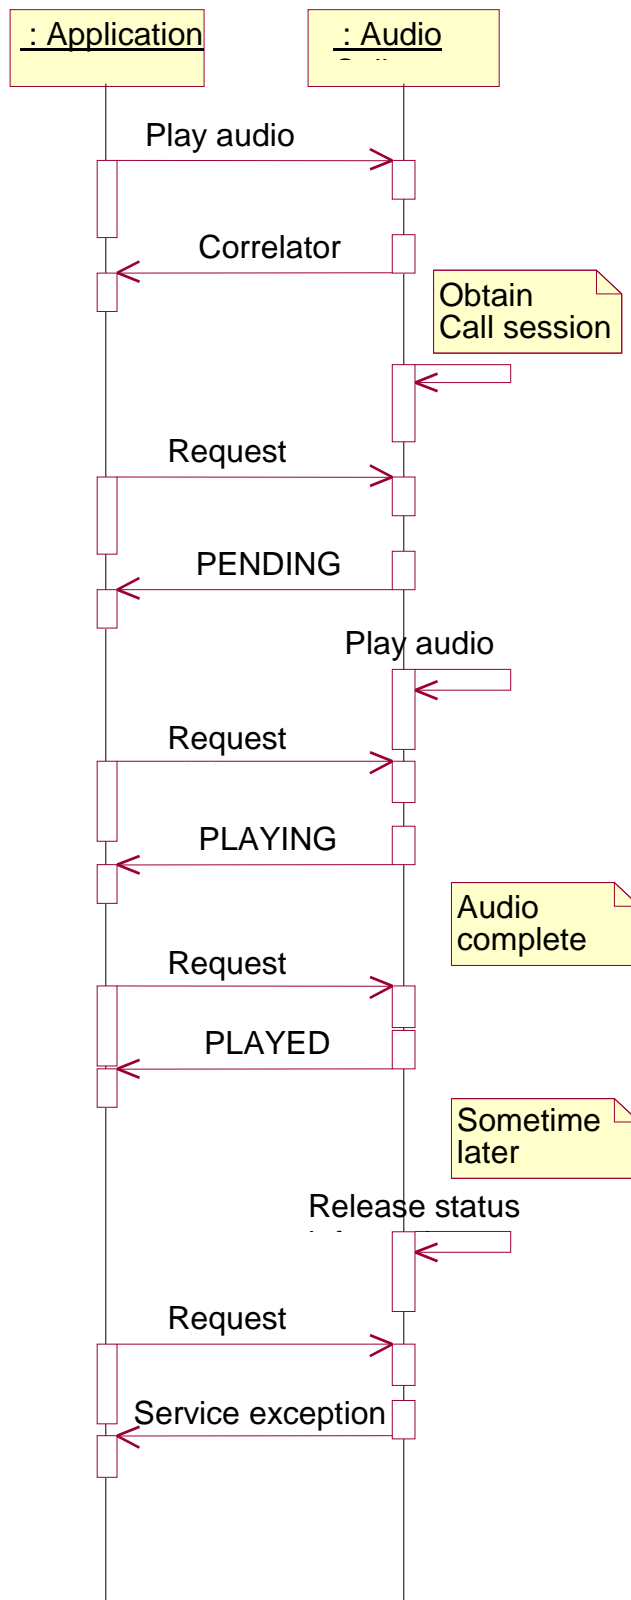 : Application
: Audio
Play audio
Correlator
Obtain
Call session
Request
PENDING
Play audio
Request
PLAYING
Audio
complete
Request
PLAYED
Sometime
later
Release status
Request
Service exception